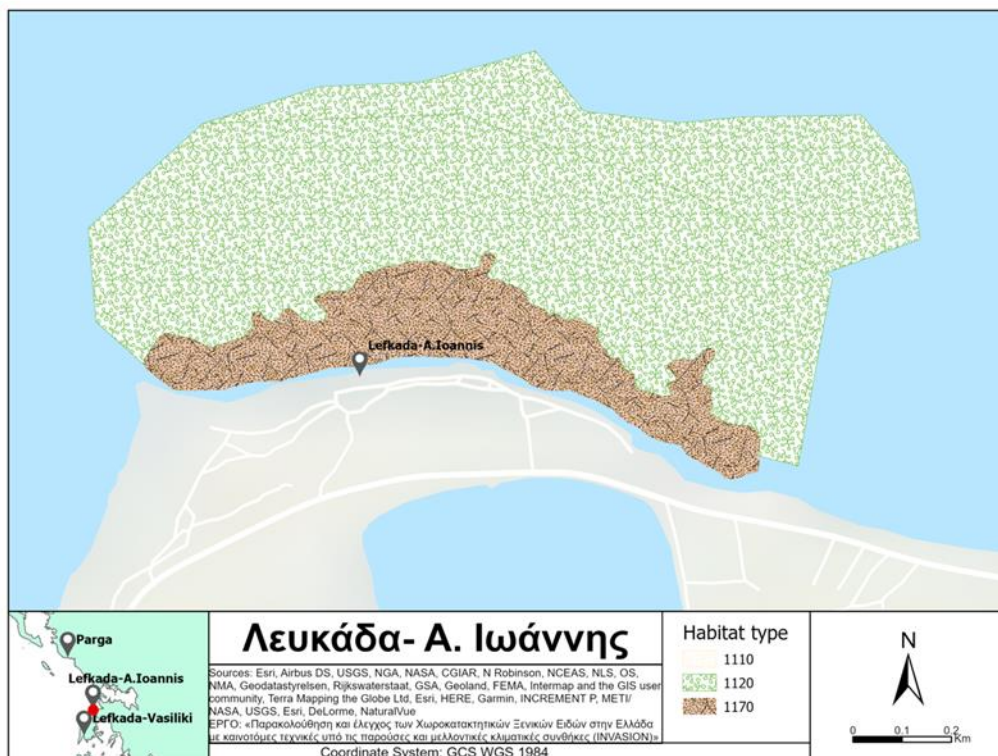 Lefkada-A.Ioannis
Parga
Lefkada-A.Ioannis
Lefkada-Vasiliki
Λευκάδα- Α. Ιωάννης
Sources: Esri, Airbus DS, USGS, NGA, NASA, CGIAR, N Robinson, NCEAS, NLS, OS,
NMA, Geodatastyrelsen, Rijkswaterstaat, GSA, Geoland, FEMA, Intermap and the GIS user
community, Terra Mapping the Globe Ltd, Esri, HERE, Garmin, INCREMENT P, METI/
NASA, USGS, Esri, DeLorme, NaturalVue
ΕΡΓΟ: «Παρακολούθηση και έλεγχος των Χωροκατακτητικών Ξενικών Ειδών στην Ελλάδα
με καινοτόμες τεχνικές υπό τις παρούσες και μελλοντικές κλιματικές συνθήκες (INVASION)»
Coordinate System: GCS WGS 1984
Habitat type
1110
1120
1170
N
0 0.1 0.2
Km